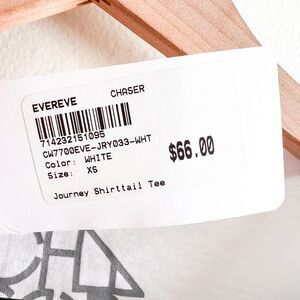 EVEREVE CHASER
714232151095
CW7700EVE-JRY033-WHT
Color: WHITE
Size: XS
$66.00
Journey Shirttail Tee